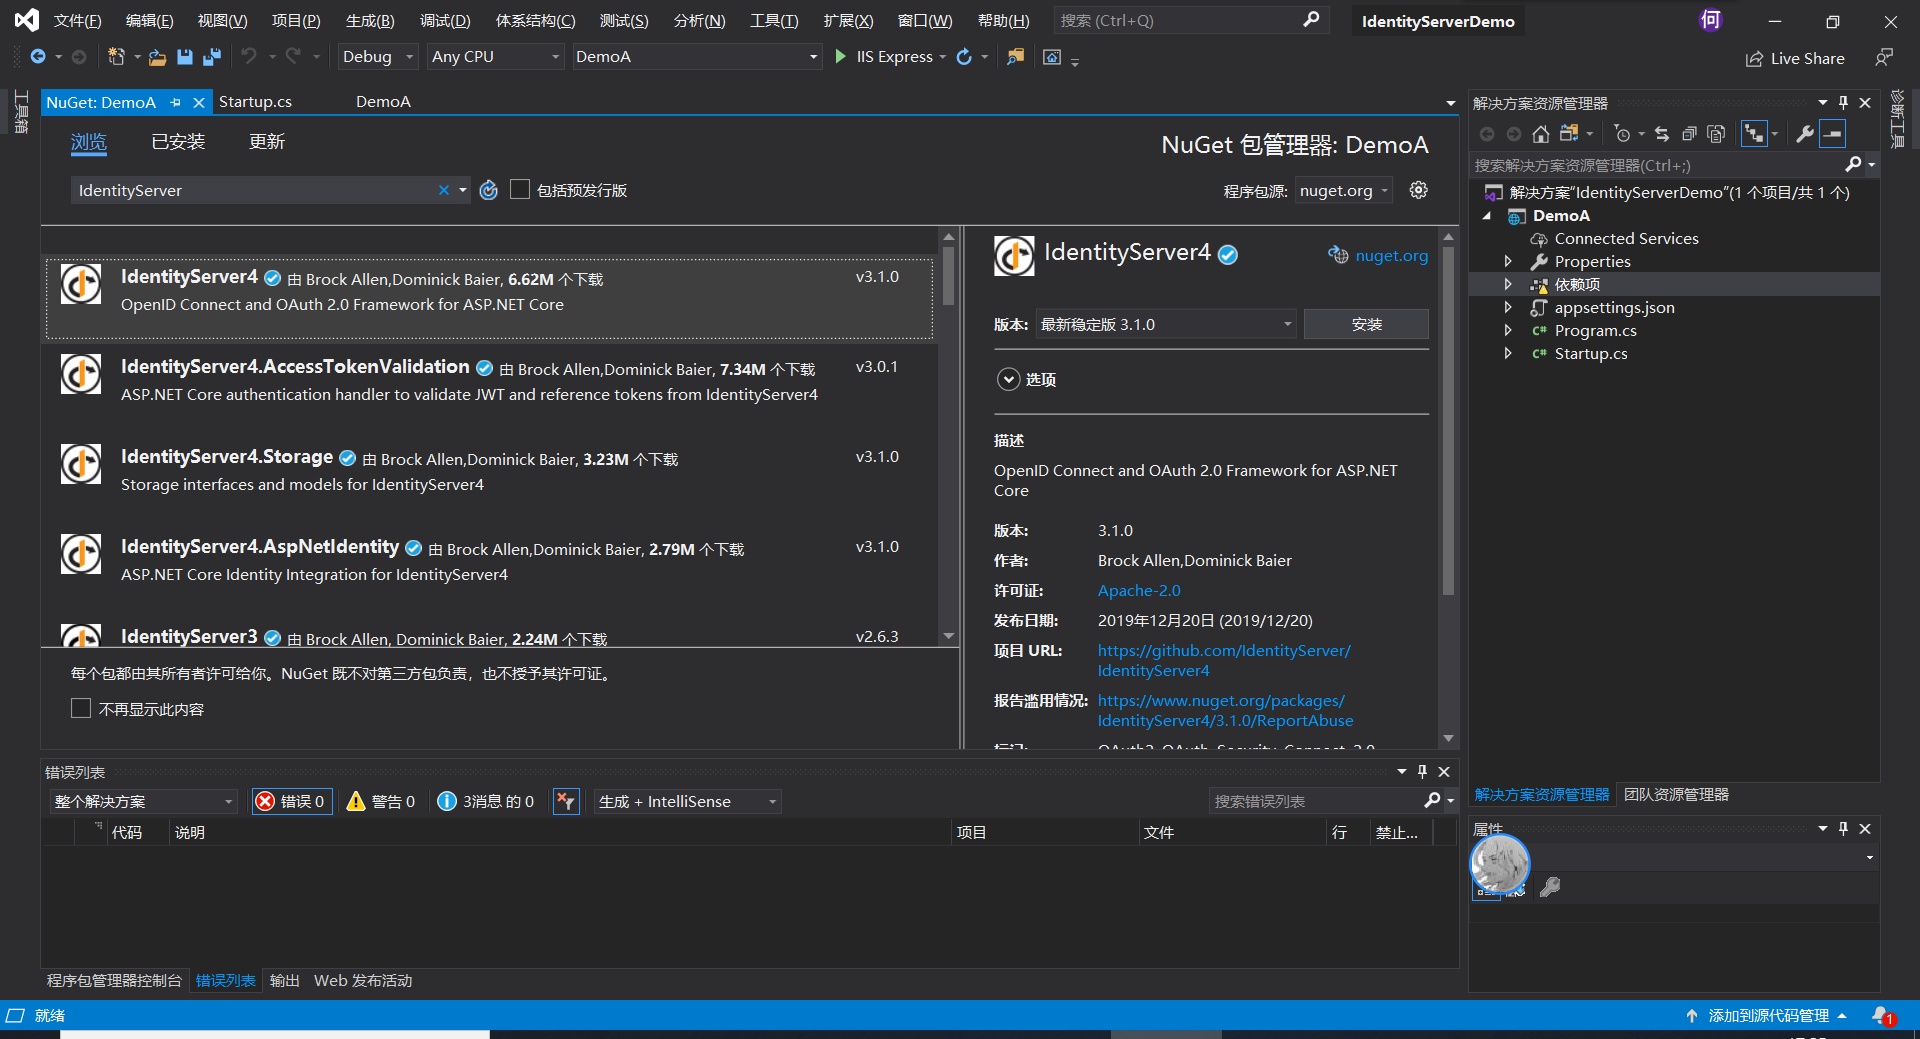 文件(F) 编辑(E) 视图(V) 项目(P) 生成(B) 调试(D) 体系结构(C) 测试(S) 分析(N) 工具(T) 扩展(X) 窗口(W) 帮助(H) 搜索 (Ctrl+Q) IdentityServerDemo 何
Debug Any CPU DemoA IIS Express Live Share
工具箱
NuGet: DemoA Startup.cs DemoA
浏览 已安装 更新
NuGet 包管理器: DemoA
IdentityServer 包括预发行版
程序包源: nuget.org
IdentityServer4 由 Brock Allen,Dominick Baier, 6.62M 个下载 v3.1.0
OpenID Connect and OAuth 2.0 Framework for ASP.NET Core
IdentityServer4.AccessTokenValidation 由 Brock Allen,Dominick Baier, 7.34M 个下载 v3.0.1
ASP.NET Core authentication handler to validate JWT and reference tokens from IdentityServer4
IdentityServer4.Storage 由 Brock Allen,Dominick Baier, 3.23M 个下载 v3.1.0
Storage interfaces and models for IdentityServer4
IdentityServer4.AspNetIdentity 由 Brock Allen,Dominick Baier, 2.79M 个下载 v3.1.0
ASP.NET Core Identity Integration for IdentityServer4
IdentityServer3 由 Brock Allen, Dominick Baier, 2.24M 个下载 v2.6.3
每个包都由其所有者许可给你。NuGet 既不对第三方包负责，也不授予其许可证。
不再显示此内容
IdentityServer4 nuget.org
版本: 最新稳定版 3.1.0 安装
选项
描述
OpenID Connect and OAuth 2.0 Framework for ASP.NET
Core
版本: 3.1.0
作者: Brock Allen,Dominick Baier
许可证: Apache-2.0
发布日期: 2019年12月20日 (2019/12/20)
项目 URL: https://github.com/IdentityServer/
IdentityServer4
报告滥用情况: https://www.nuget.org/packages/
IdentityServer4/3.1.0/ReportAbuse
标记: OAuth2, OAuth, Security, Connect, 2.0
解决方案资源管理器
搜索解决方案资源管理器(Ctrl+;)
解决方案“IdentityServerDemo”(1 个项目/共 1 个)
DemoA
Connected Services
Properties
依赖项
appsettings.json
C# Program.cs
C# Startup.cs
诊断工具
解决方案资源管理器 团队资源管理器
属性
错误列表
整个解决方案 错误 0 警告 0 3消息 的 0 生成 + IntelliSense 搜索错误列表
代码 说明 项目 文件 行 禁止...
程序包管理器控制台 错误列表 输出 Web 发布活动
就绪 添加到源代码管理 1